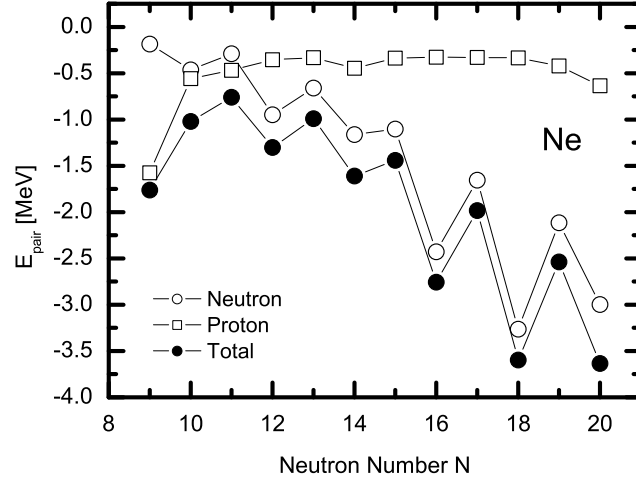 0.0
-0.5
-1.0
-1.5
-2.0
-2.5
-3.0
-3.5
-4.0
E_pair [MeV]
Ne
Neutron
Proton
Total
8 10 12 14 16 18 20
Neutron Number N